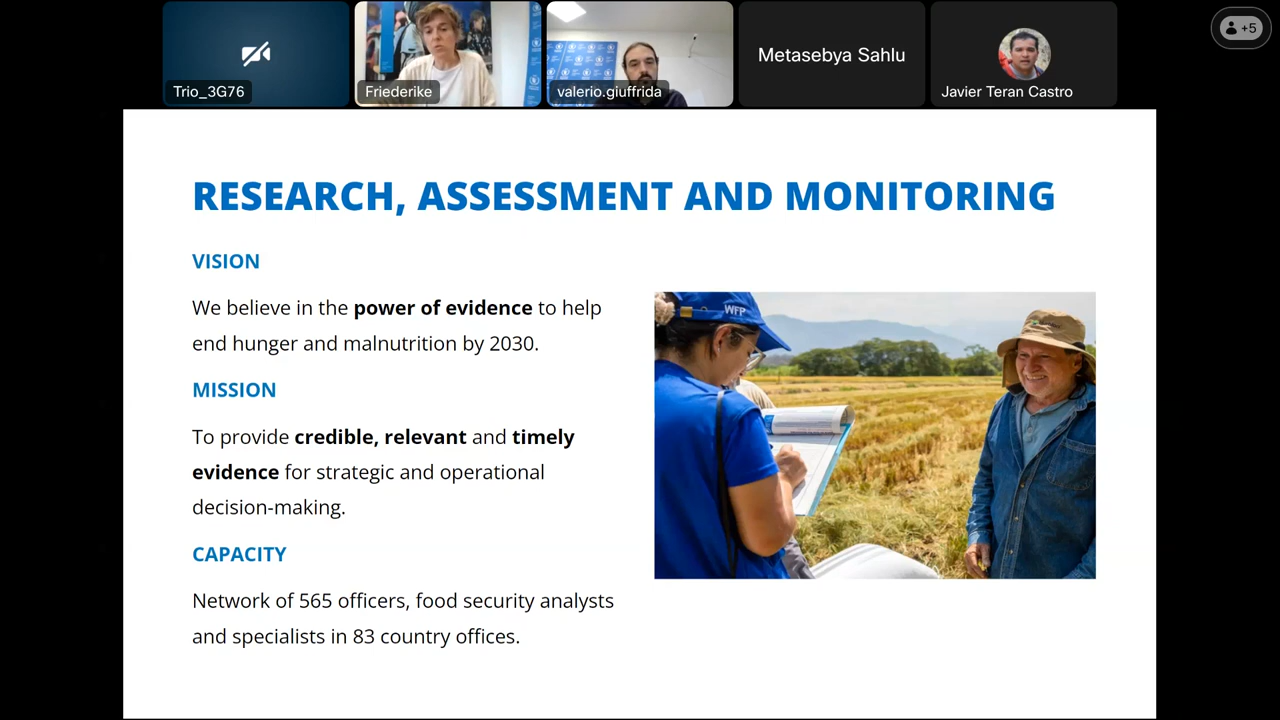 Trio_3G76
Friederike
valerio.giuffrida
Metasebya Sahlu
Javier Teran Castro
+5
RESEARCH, ASSESSMENT AND MONITORING
VISION
We believe in the power of evidence to help
end hunger and malnutrition by 2030.
MISSION
To provide credible, relevant and timely
evidence for strategic and operational
decision-making.
CAPACITY
Network of 565 officers, food security analysts
and specialists in 83 country offices.
WFP